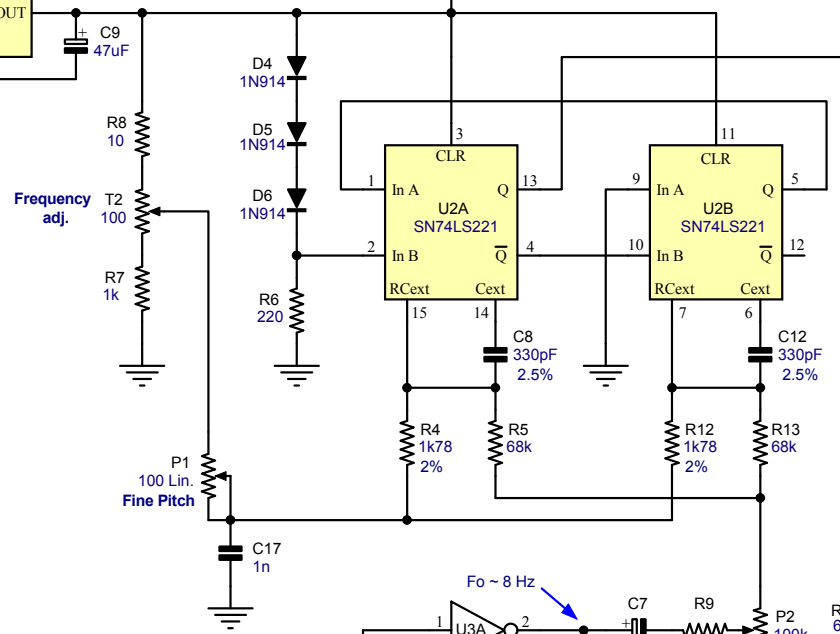 OUT
+ C9
47uF
R8
10
Frequency
adj.
T2
100
R7
1k
D4
1N914
D5
1N914
D6
1N914
R6
220
3
CLR
1 In A
Q 13
U2A
SN74LS221
2 In B
Q 4
RCext Cext
15 14
11
CLR
9 In A
Q 5
U2B
SN74LS221
10 In B
Q 12
RCext Cext
7 6
C8
330pF
2.5%
C12
330pF
2.5%
R4
1k78
2%
R5
68k
R12
1k78
2%
R13
68k
P1
100 Lin.
Fine Pitch
C17
1n
Fo ~ 8 Hz
1 U3A 2
+ C7
R9
P2
100k